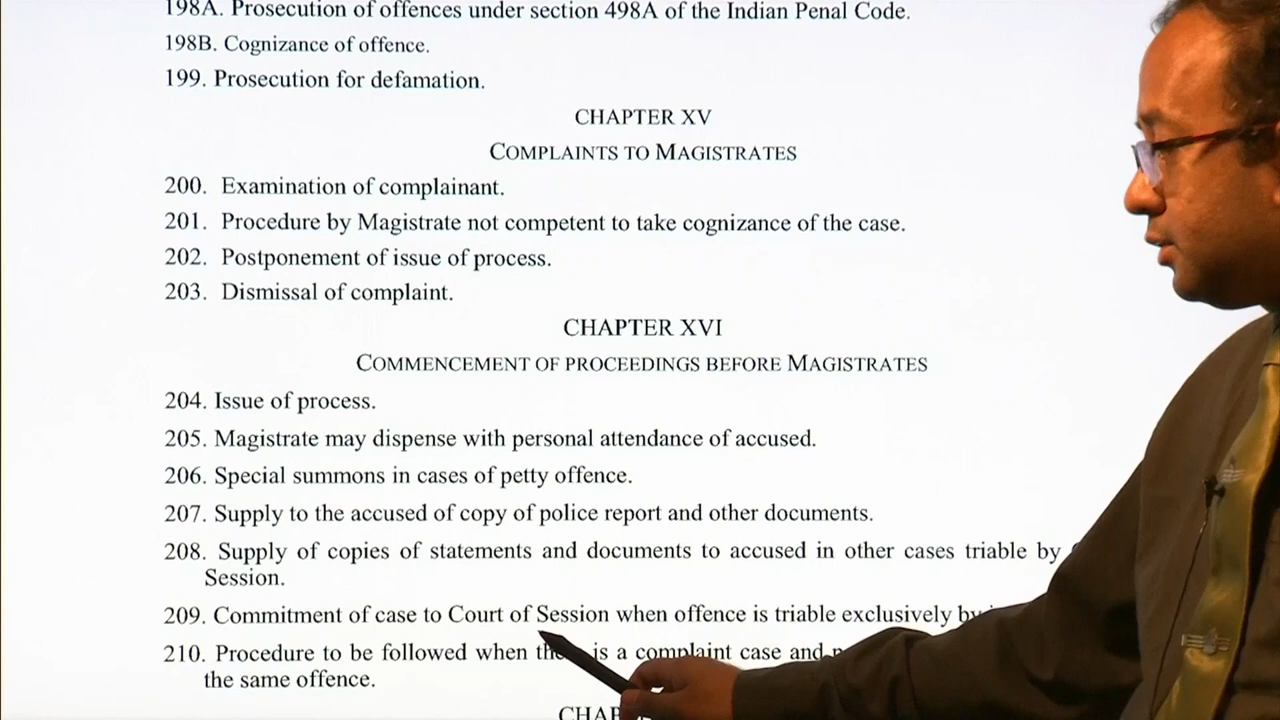 198A. Prosecution of offences under section 498A of the Indian Penal Code.
198B. Cognizance of offence.
199. Prosecution for defamation.
CHAPTER XV
COMPLAINTS TO MAGISTRATES
200. Examination of complainant.
201. Procedure by Magistrate not competent to take cognizance of the case.
202. Postponement of issue of process.
203. Dismissal of complaint.
CHAPTER XVI
COMMENCEMENT OF PROCEEDINGS BEFORE MAGISTRATES
204. Issue of process.
205. Magistrate may dispense with personal attendance of accused.
206. Special summons in cases of petty offence.
207. Supply to the accused of copy of police report and other documents.
208. Supply of copies of statements and documents to accused in other cases triable by
Session.
209. Commitment of case to Court of Session when offence is triable exclusively by
210. Procedure to be followed when is a complaint case and
the same offence.